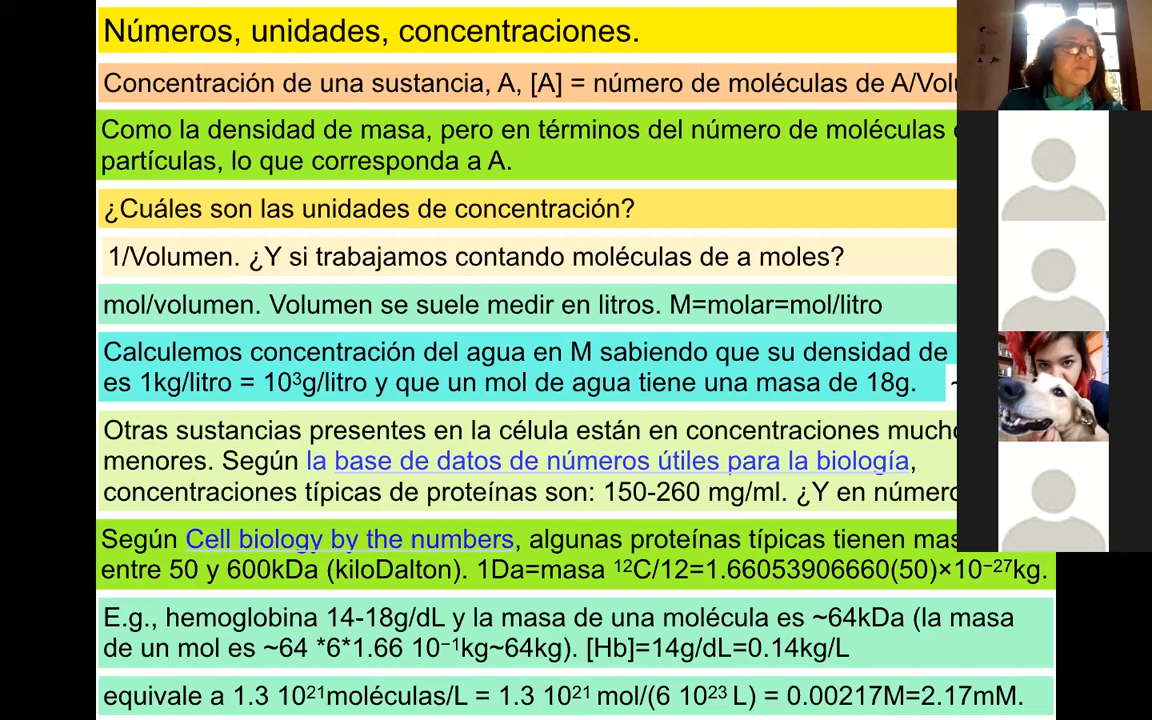 Números, unidades, concentraciones.
Concentración de una sustancia, A, [A] = número de moléculas de A/Volu
Como la densidad de masa, pero en términos del número de moléculas
partículas, lo que corresponda a A.
¿Cuáles son las unidades de concentración?
1/Volumen. ¿Y si trabajamos contando moléculas de a moles?
mol/volumen. Volumen se suele medir en litros. M=molar=mol/litro
Calculemos concentración del agua en M sabiendo que su densidad de
es 1kg/litro = 10³g/litro y que un mol de agua tiene una masa de 18g. ~
Otras sustancias presentes en la célula están en concentraciones mucho
menores. Según la base de datos de números útiles para la biología,
concentraciones típicas de proteínas son: 150-260 mg/ml. ¿Y en número
Según Cell biology by the numbers, algunas proteínas típicas tienen mas
entre 50 y 600kDa (kiloDalton). 1Da=masa ¹²C/12=1.66053906660(50)×10⁻²⁷kg.
E.g., hemoglobina 14-18g/dL y la masa de una molécula es ~64kDa (la masa
de un mol es ~64 *6*1.66 10⁻¹kg~64kg). [Hb]=14g/dL=0.14kg/L
equivale a 1.3 10²¹moléculas/L = 1.3 10²¹ mol/(6 10²³ L) = 0.00217M=2.17mM.